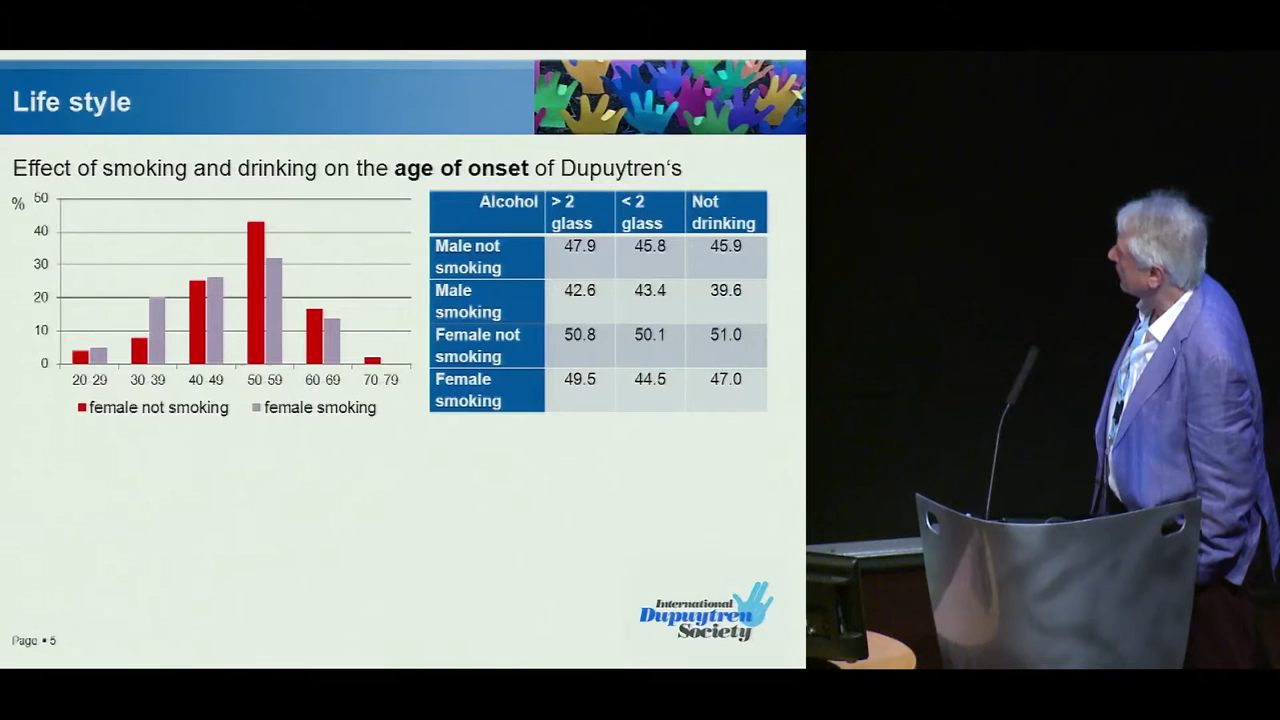 Life style
Effect of smoking and drinking on the age of onset of Dupuytren‘s
%
50
40
30
20
10
0
20 29 30 39 40 49 50 59 60 69 70 79
female not smoking female smoking
Alcohol > 2 glass < 2 glass Not drinking
Male not smoking 47.9 45.8 45.9
Male smoking 42.6 43.4 39.6
Female not smoking 50.8 50.1 51.0
Female smoking 49.5 44.5 47.0
International
Dupuytren
Society
Page ▪ 5